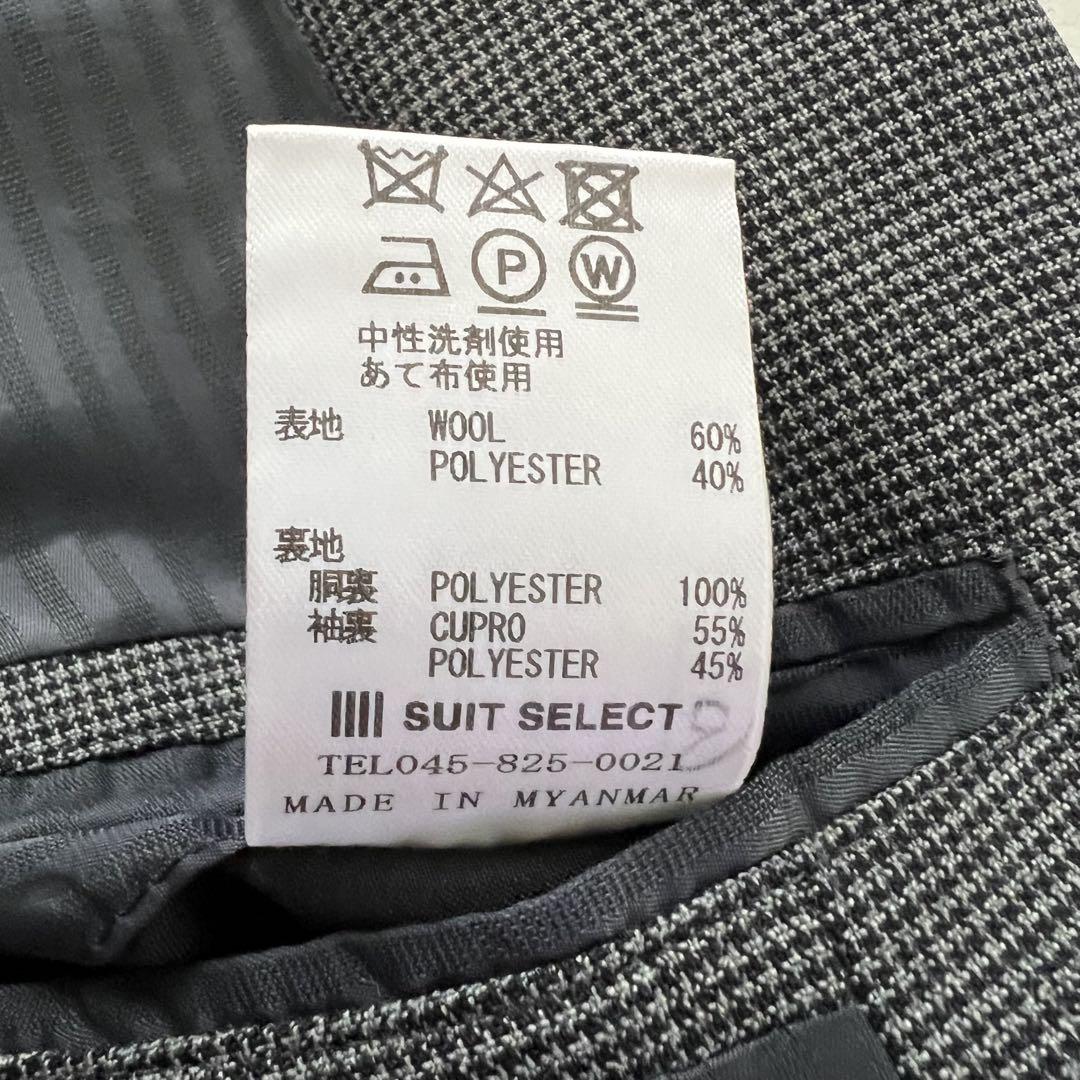 P W
中性洗剤使用
あて布使用
表地 WOOL 60%
POLYESTER 40%
裏地
胴裏 POLYESTER 100%
袖裏 CUPRO 55%
POLYESTER 45%
SUIT SELECT
TEL045-825-0021
MADE IN MYANMAR